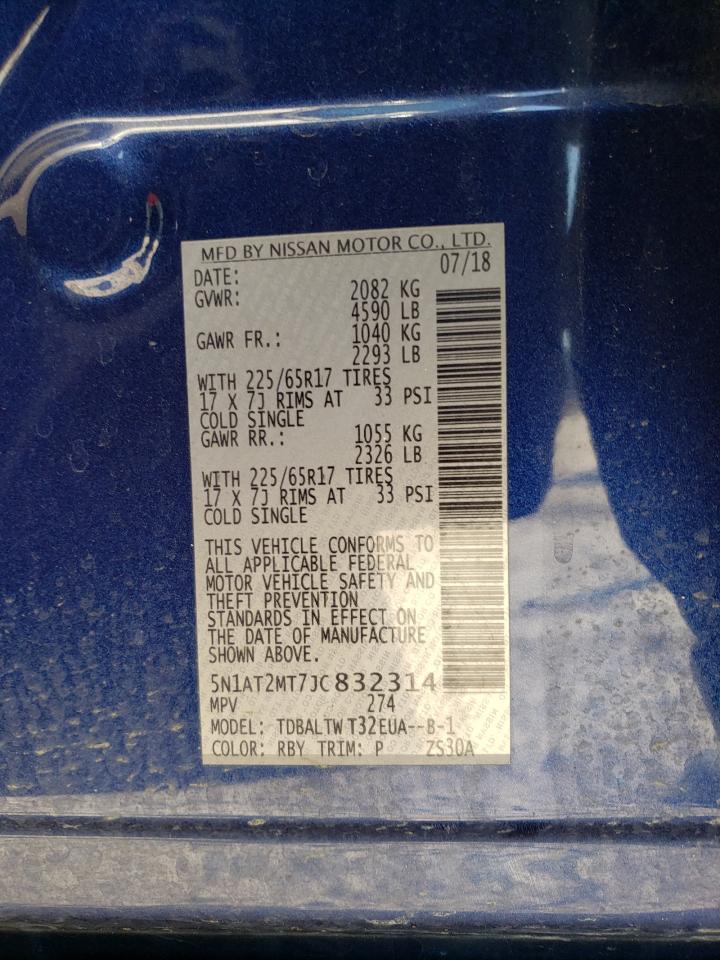 MFD BY NISSAN MOTOR CO., LTD.
DATE: 07/18
GVWR: 2082 KG
4590 LB
GAWR FR.: 1040 KG
2293 LB
WITH 225/65R17 TIRES
17 X 7J RIMS AT 33 PSI
COLD SINGLE
GAWR RR.: 1055 KG
2326 LB
WITH 225/65R17 TIRES
17 X 7J RIMS AT 33 PSI
COLD SINGLE
THIS VEHICLE CONFORMS TO
ALL APPLICABLE FEDERAL
MOTOR VEHICLE SAFETY AND
THEFT PREVENTION
STANDARDS IN EFFECT ON
THE DATE OF MANUFACTURE
SHOWN ABOVE.
5N1AT2MT7JC832314
MPV 274
MODEL: TDBALTW T32EUA--B-1
COLOR: RBY TRIM: P ZS30A